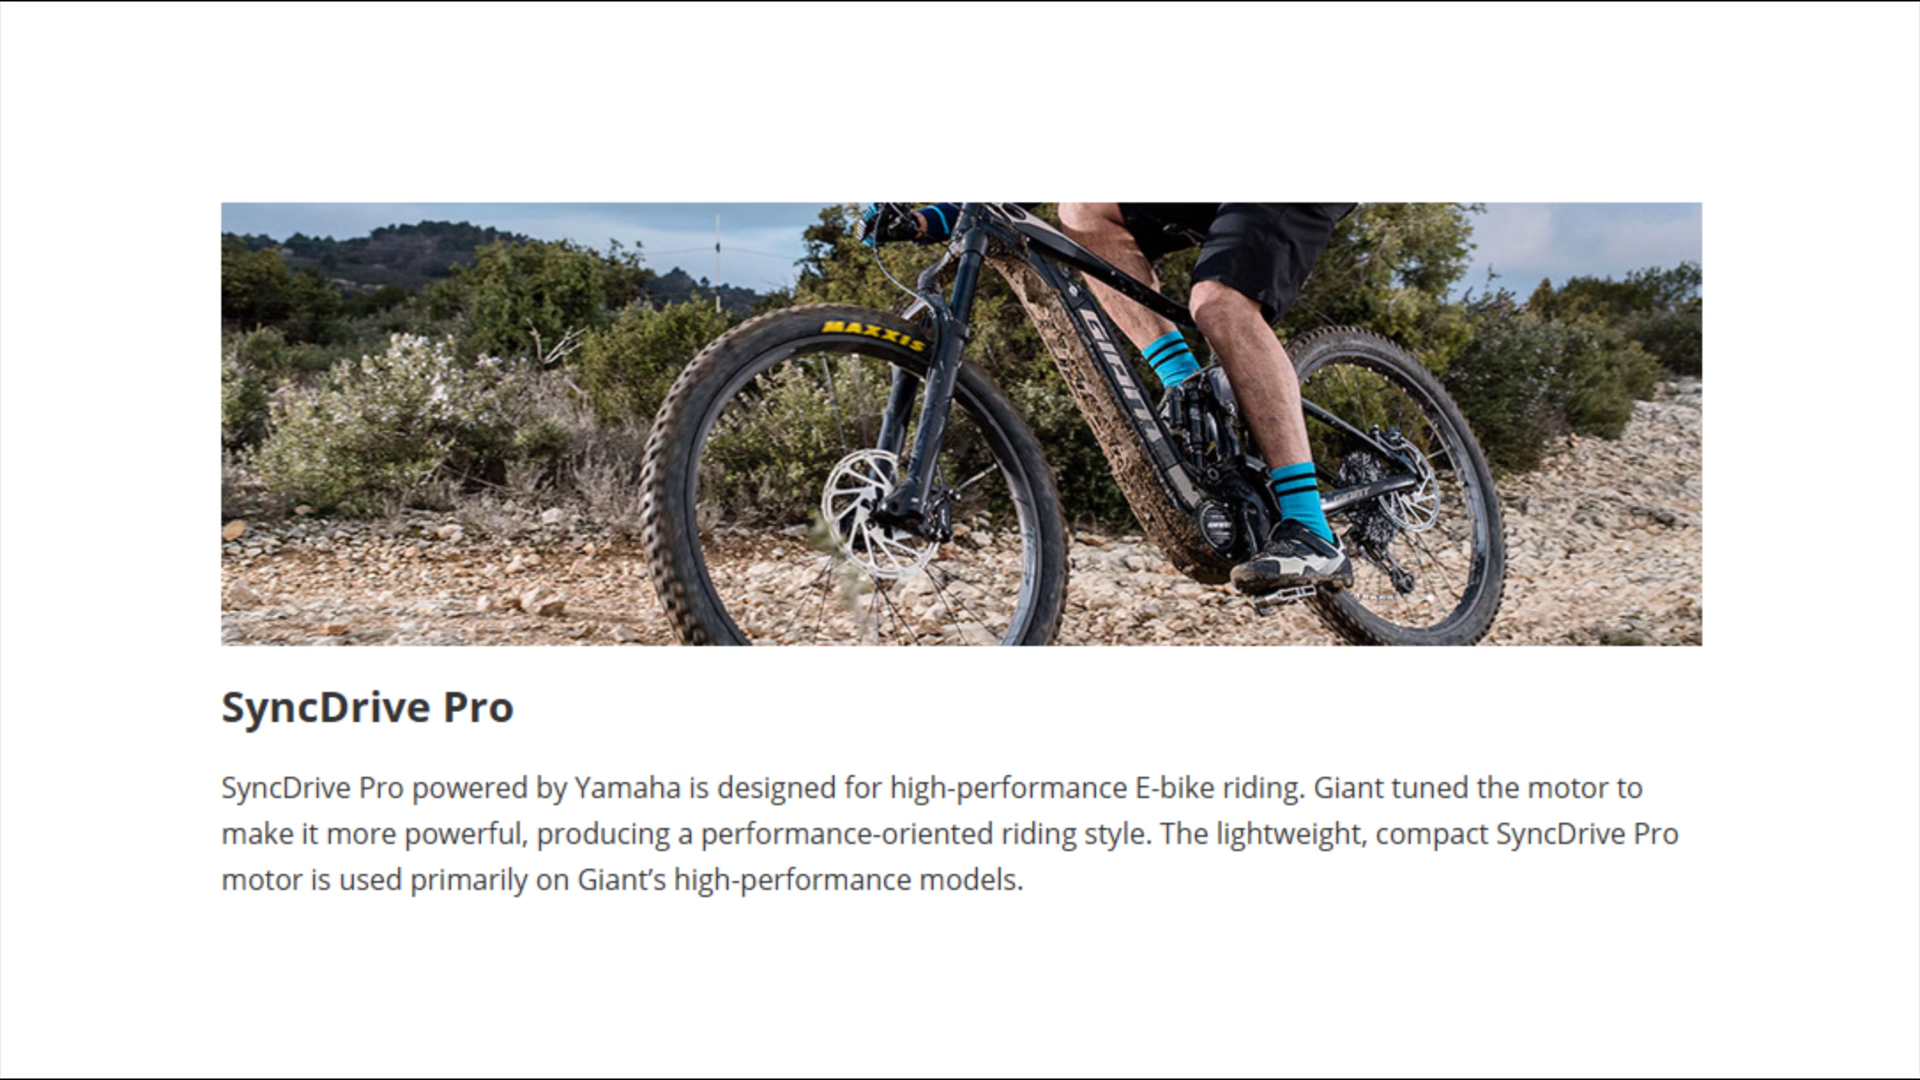 MAXXIS
GIANT
GIANT
SyncDrive Pro
SyncDrive Pro powered by Yamaha is designed for high-performance E-bike riding. Giant tuned the motor to
make it more powerful, producing a performance-oriented riding style. The lightweight, compact SyncDrive Pro
motor is used primarily on Giant’s high-performance models.